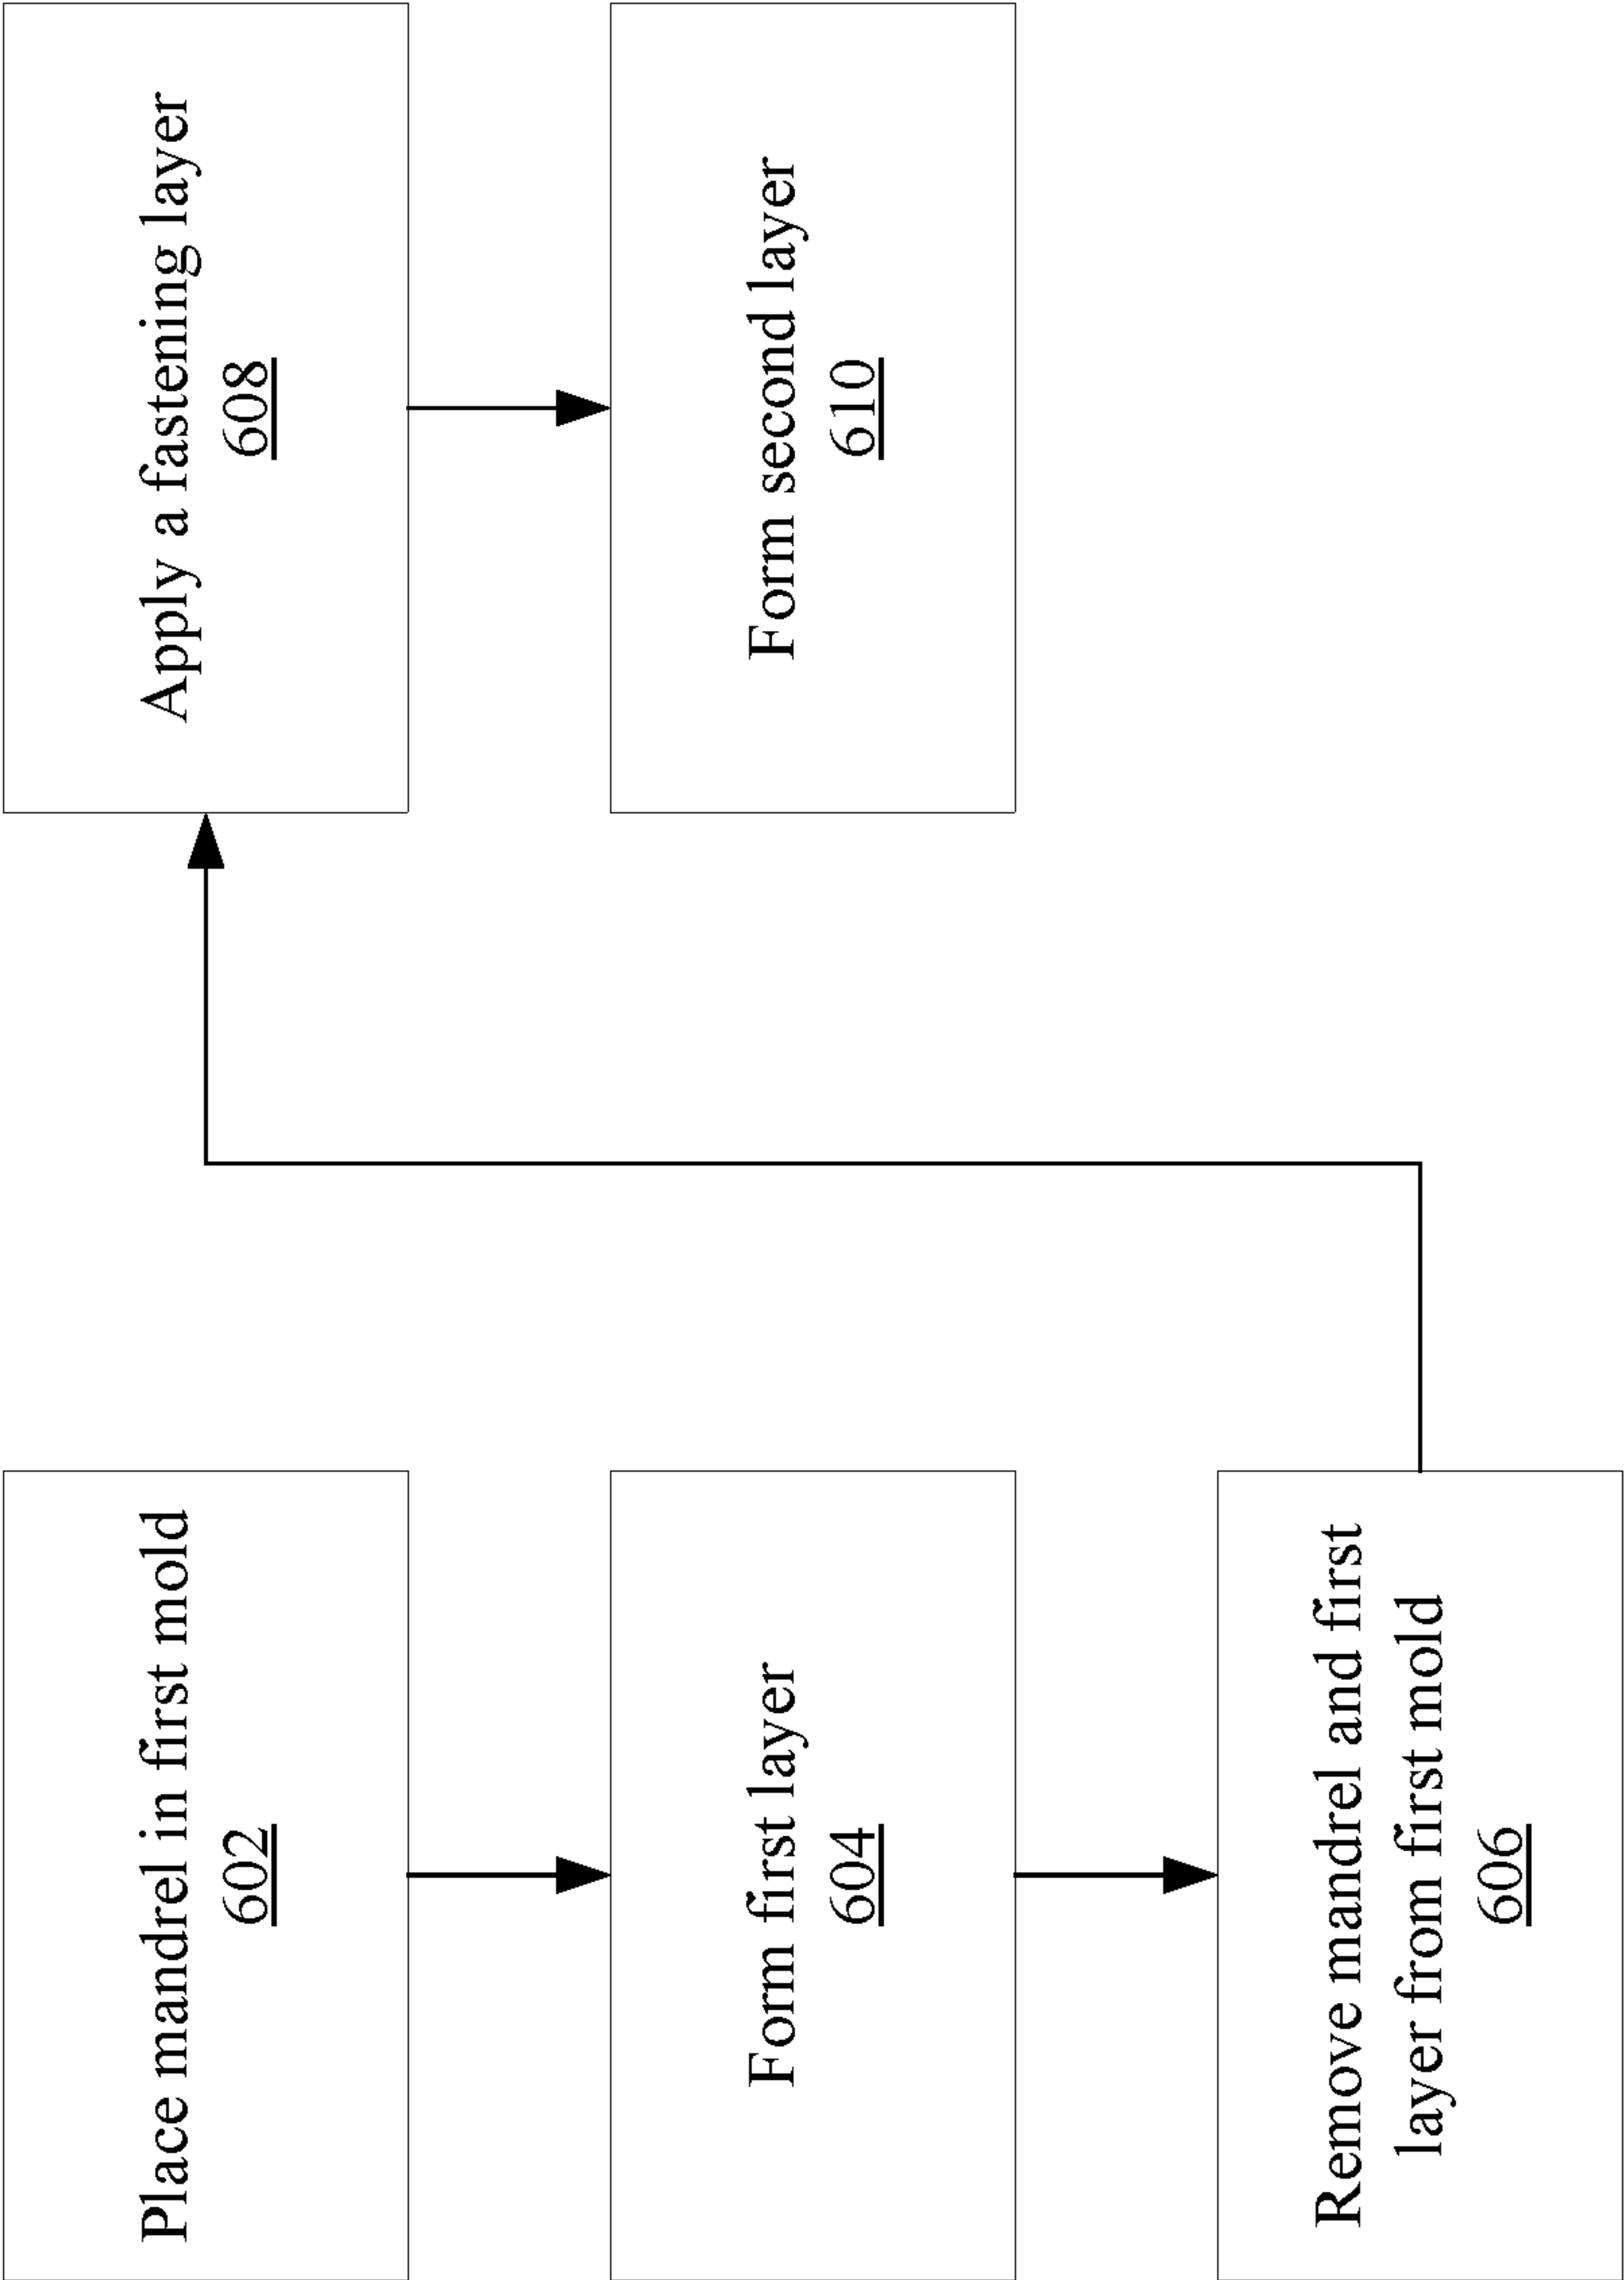 Place mandrel in first mold
602
Form first layer
604
Remove mandrel and first
layer from first mold
606
Apply a fastening layer
608
Form second layer
610